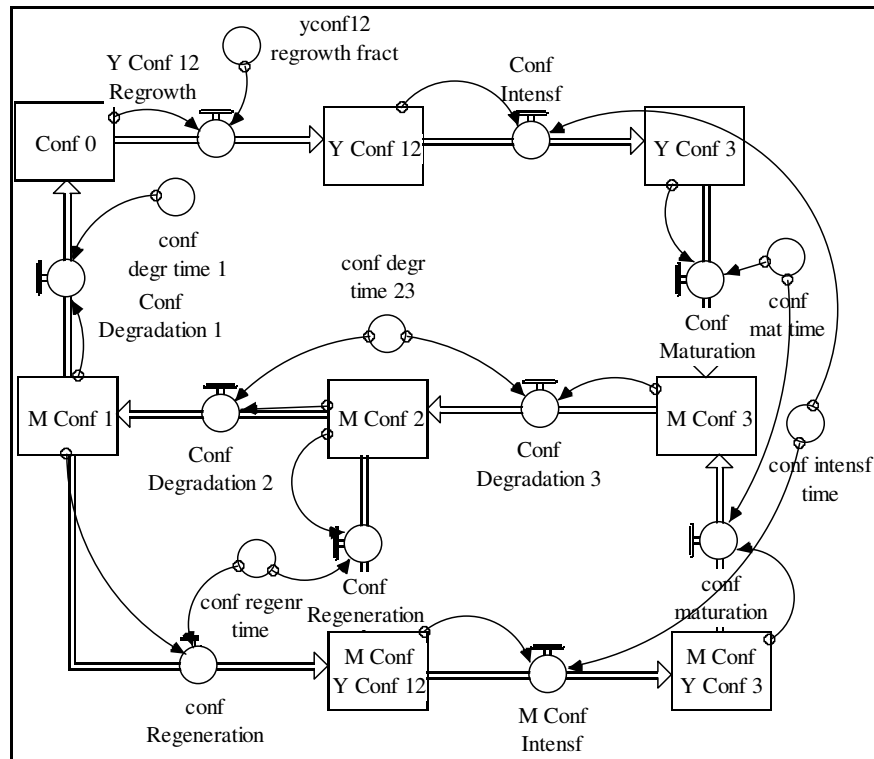 yconf12
regrowth fract
Y Conf 12
Regrowth
Conf
Intensf
Conf 0
Y Conf 12
Y Conf 3
conf
degr time 1
conf degr
time 23
conf
mat time
Conf
Degradation 1
Conf
Maturation
M Conf 1
M Conf 2
M Conf 3
Conf
Degradation 2
Conf
Degradation 3
conf intensf
time
conf regenr
time
Conf
Regeneration
conf
maturation
M Conf
Y Conf 12
M Conf
Y Conf 3
conf
Regeneration
M Conf
Intensf